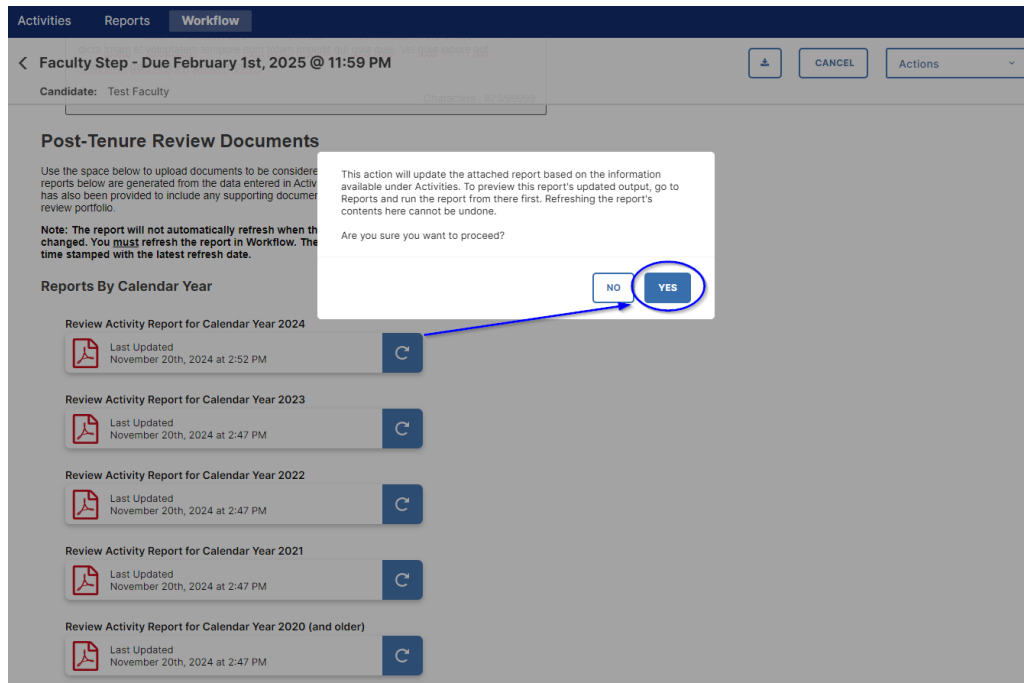 Activities Reports Workflow
Faculty Step - Due February 1st, 2025 @ 11:59 PM
CANCEL
Actions
Candidate: Test Faculty
Post-Tenure Review Documents
Use the space below to upload documents to be considere
reports below are generated from the data entered in Activ
has also been provided to include any supporting documer
review portfolio.
Note: The report will not automatically refresh when th
changed. You must refresh the report in Workflow. The
time stamped with the latest refresh date.
This action will update the attached report based on the information
available under Activities. To preview this report's updated output, go to
Reports and run the report from there first. Refreshing the report's
contents here cannot be undone.
Are you sure you want to proceed?
NO YES
Reports By Calendar Year
Review Activity Report for Calendar Year 2024
Last Updated
November 20th, 2024 at 2:52 PM
Review Activity Report for Calendar Year 2023
Last Updated
November 20th, 2024 at 2:47 PM
Review Activity Report for Calendar Year 2022
Last Updated
November 20th, 2024 at 2:47 PM
Review Activity Report for Calendar Year 2021
Last Updated
November 20th, 2024 at 2:47 PM
Review Activity Report for Calendar Year 2020 (and older)
Last Updated
November 20th, 2024 at 2:47 PM